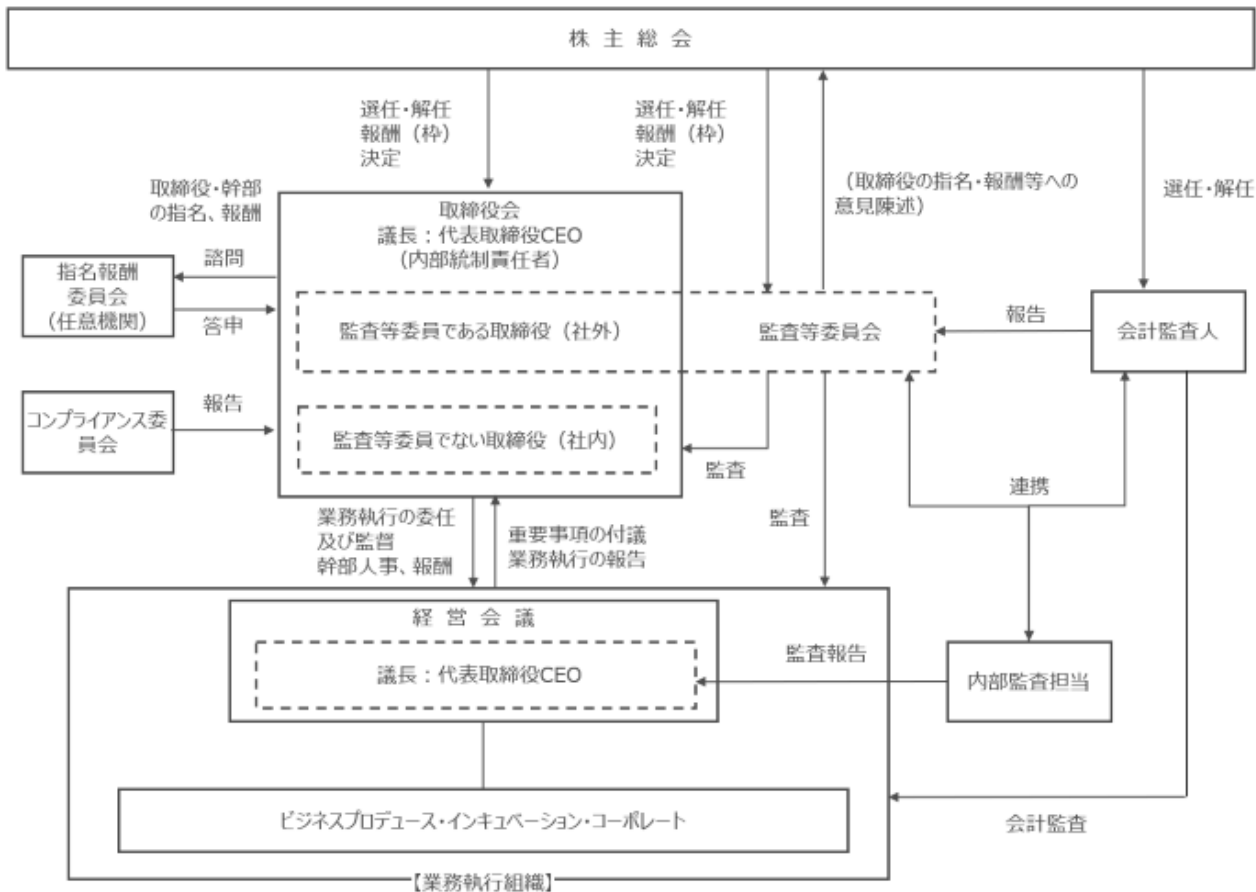 株 主 総 会
選任・解任
報酬（枠）
決定
選任・解任
報酬（枠）
決定
（取締役の指名・報酬等への
意見陳述）
選任・解任
取締役・幹部
の指名、報酬
諮問
答申
指名報酬
委員会
（任意機関）
取締役会
議長：代表取締役CEO
（内部統制責任者）
監査等委員である取締役（社外）
監査等委員会
報告
会計監査人
コンプライアンス委
員会
報告
監査等委員でない取締役（社内）
監査
監査
連携
業務執行の委任
及び監督
幹部人事、報酬
重要事項の付議
業務執行の報告
経 営 会 議
議長：代表取締役CEO
監査報告
内部監査担当
ビジネスプロデュース・インキュベーション・コーポレート
会計監査
【業務執行組織】